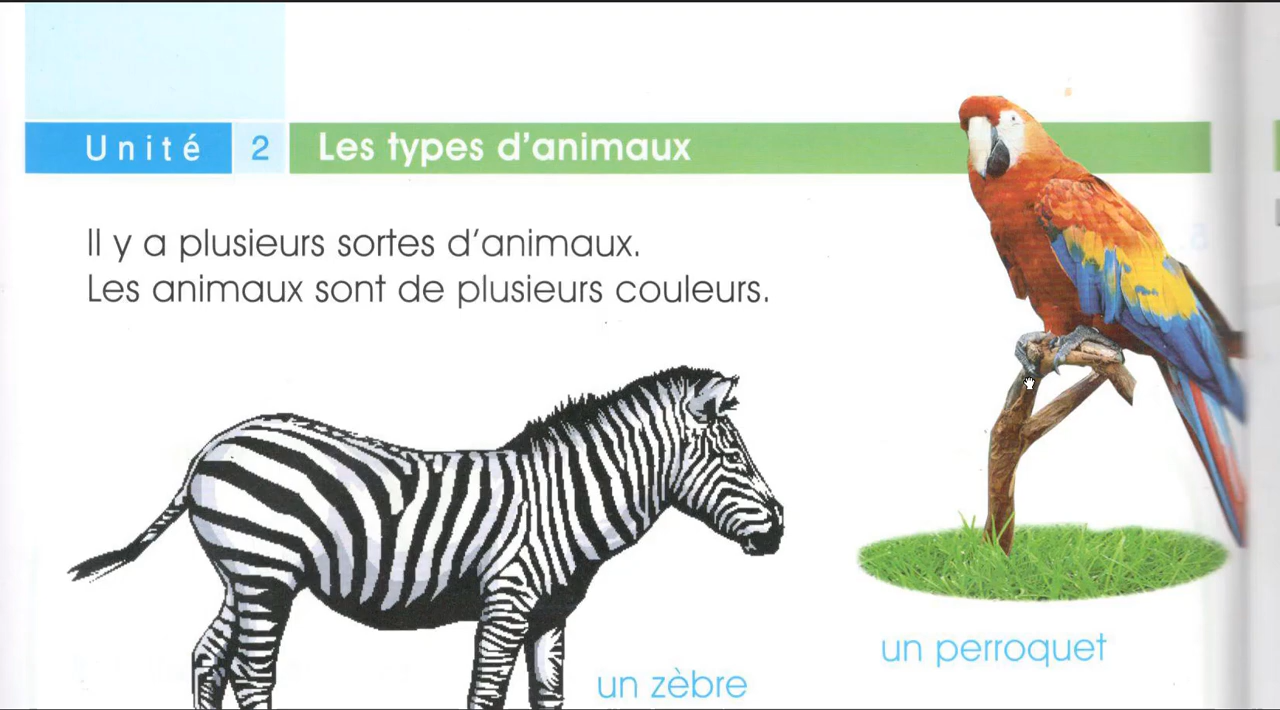 Unité 2 Les types d'animaux
Il y a plusieurs sortes d'animaux.
Les animaux sont de plusieurs couleurs.
un perroquet
un zèbre